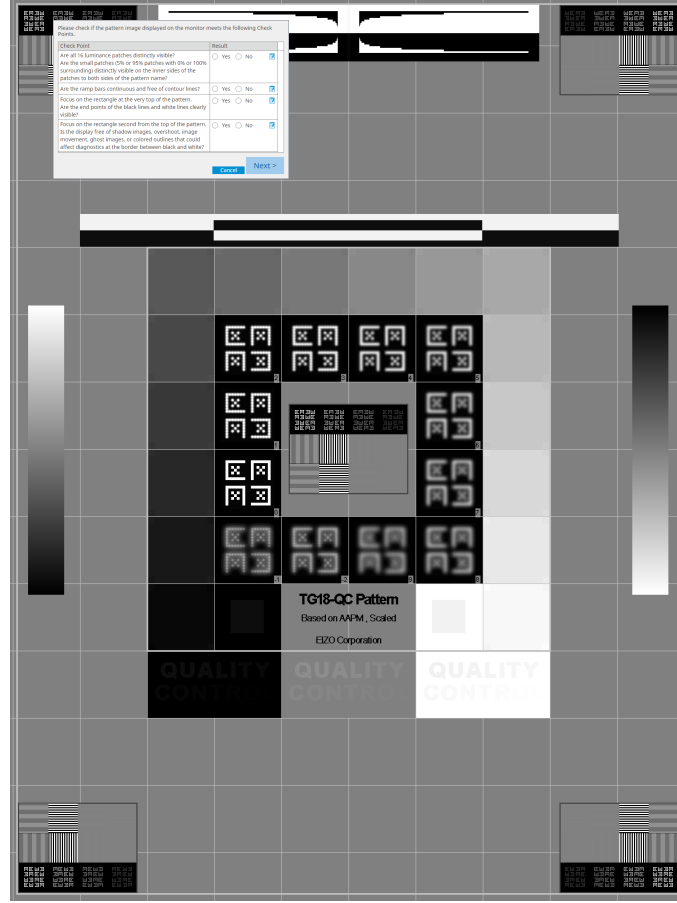 Please check if the pattern image displayed on the monitor meets the following Check
Points.
Check Point
Result
Are all 16 luminance patches distinctly visible?
Are the small patches (5% or 95% patches with 0% or 100%
surrounding) distinctly visible on the inner sides of the
patches to both sides of the pattern name?
Yes
No
Are the ramp bars continuous and free of contour lines?
Yes
No
Focus on the rectangle at the very top of the pattern.
Are the end points of the black lines and white lines clearly
visible?
Yes
No
Focus on the rectangle second from the top of the pattern.
Is the display free of shadow images, overshoot, image
movement, ghost images, or colored outlines that could
affect diagnostics at the border between black and white?
Yes
No
Cancel
Next >
TG18-QC Pattern
Based on AAPM , Scaled
EIZO Corporation
QUALITY QUALITY QUALITY
CONTRO CONTROL CONTROL